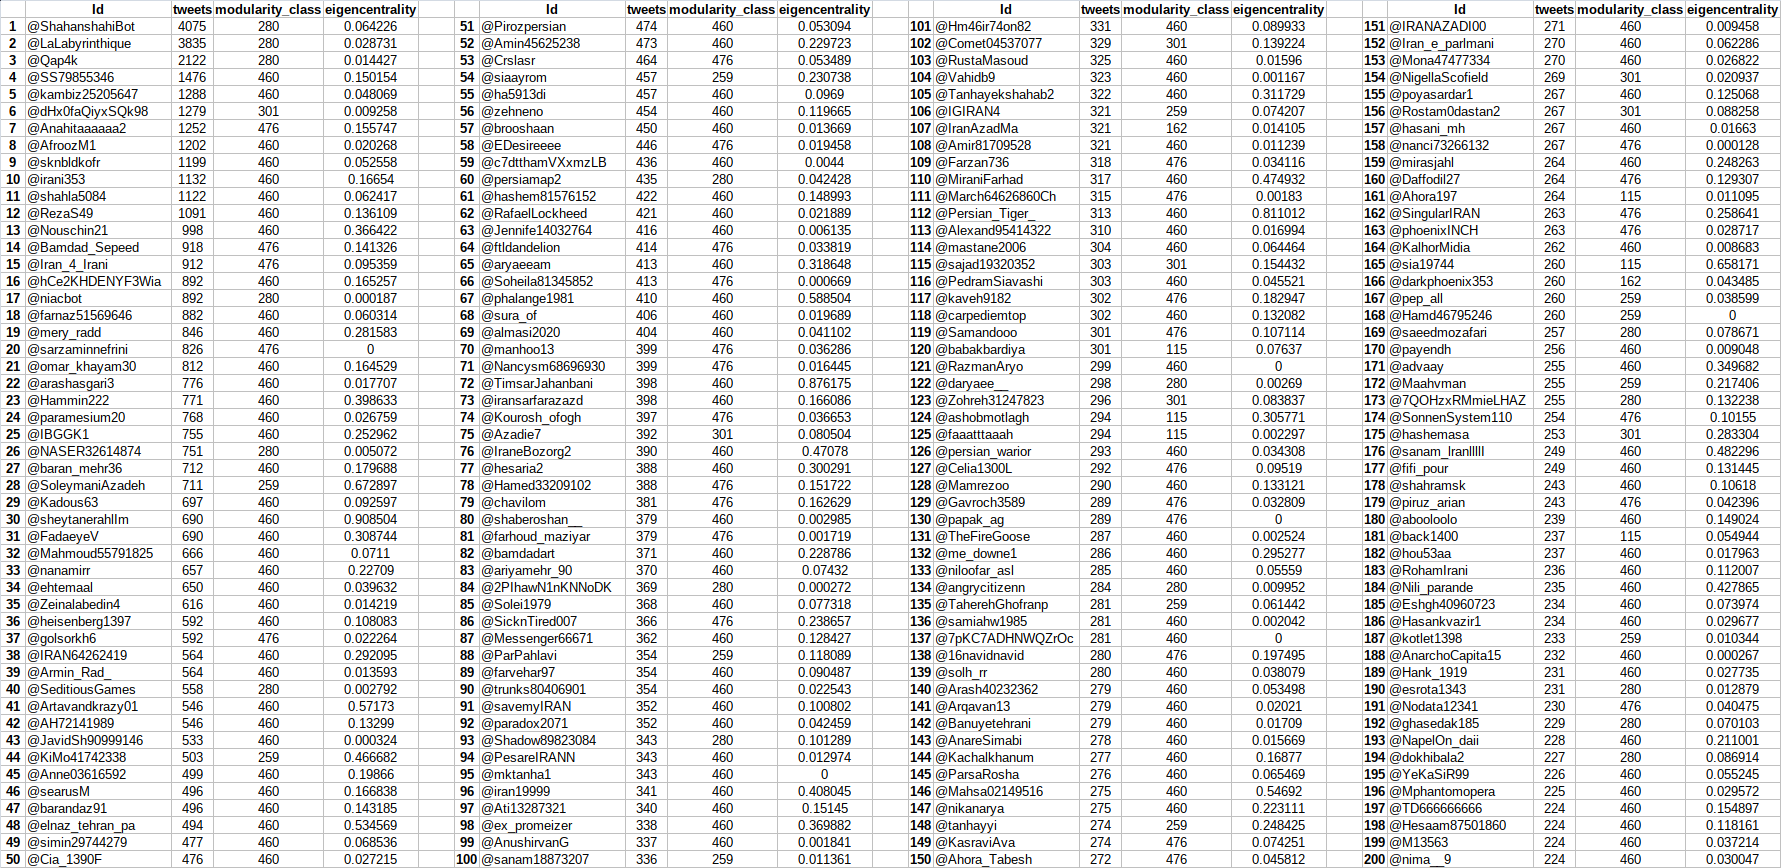 Id tweets modularity_class eigencentrality Id tweets modularity_class eigencentrality Id tweets modularity_class eigencentrality Id tweets modularity_class eigencentrality
1 @ShahanshahiBot 4075 280 0.064226 51 @Pirozpersian 474 460 0.053094 101 @Hm46ir74on82 331 460 0.089933 151 @IRANAZADI00 271 460 0.009458
2 @LaLabyrinthique 3835 280 0.028731 52 @Amin45625238 473 460 0.229723 102 @Comet04537077 329 301 0.139224 152 @Iran_e_parlmani 270 460 0.062286
3 @Qap4k 2122 280 0.014427 53 @Crslasr 464 476 0.053489 103 @RustaMasoud 325 460 0.01596 153 @Mona47477334 270 460 0.026822
4 @SS79855346 1476 460 0.150154 54 @siaayrom 457 259 0.230738 104 @Vahidb9 323 460 0.001167 154 @NigellaScofield 269 301 0.020937
5 @kambiz25205647 1288 460 0.048069 55 @ha5913di 457 460 0.0969 105 @Tanhayekshahab2 322 460 0.311729 155 @poyasardar1 267 460 0.125068
6 @dHx0faQiyxSQk98 1279 301 0.009258 56 @zehneno 454 460 0.119665 106 @IGIRAN4 321 259 0.074207 156 @Rostam0dastan2 267 301 0.088258
7 @Anahitaaaaaa2 1252 476 0.155747 57 @brooshaan 450 460 0.013669 107 @IranAzadMa 321 162 0.014105 157 @hasani_mh 267 460 0.01663
8 @AfroozM1 1202 460 0.020268 58 @EDesireeee 446 476 0.019458 108 @Amir81709528 321 460 0.011239 158 @nanci73266132 267 476 0.000128
9 @sknbldkofr 1199 460 0.052558 59 @c7dtthamVXxmzLB 436 460 0.0044 109 @Farzan736 318 476 0.034116 159 @mirasjahl 264 460 0.248263
10 @irani353 1132 460 0.16654 60 @persiamap2 435 280 0.042428 110 @MiraniFarhad 317 460 0.474932 160 @Daffodil27 264 476 0.129307
11 @shahla5084 1122 460 0.062417 61 @hashem81576152 422 460 0.148993 111 @March64626860Ch 315 476 0.00183 161 @Ahora197 264 115 0.011095
12 @RezaS49 1091 460 0.136109 62 @RafaelLockheed 421 460 0.021889 112 @Persian_Tiger_ 313 460 0.811012 162 @SingularIRAN 263 476 0.258641
13 @Nouschin21 998 460 0.366422 63 @Jennife14032764 416 460 0.006135 113 @Alexand95414322 310 460 0.016994 163 @phoenixINCH 263 476 0.028717
14 @Bamdad_Sepeed 918 476 0.141326 64 @ftldandelion 414 476 0.033819 114 @mastane2006 304 460 0.064464 164 @KalhorMidia 262 460 0.008683
15 @Iran_4_Irani 912 476 0.095359 65 @aryaeeam 413 460 0.318648 115 @sajad19320352 303 301 0.154432 165 @sia19744 260 115 0.658171
16 @hCe2KHDENYF3Wia 892 460 0.165257 66 @Soheila81345852 413 476 0.000669 116 @PedramSiavashi 303 460 0.045521 166 @darkphoenix353 260 162 0.043485
17 @niacbot 892 280 0.000187 67 @phalange1981 410 460 0.588504 117 @kaveh9182 302 476 0.182947 167 @pep_all 260 259 0.038599
18 @farnaz51569646 882 460 0.060314 68 @sura_of 406 460 0.019689 118 @carpediemtop 302 460 0.132082 168 @Hamd46795246 260 259 0
19 @mery_radd 846 460 0.281583 69 @almasi2020 404 460 0.041102 119 @Samandooo 301 476 0.107114 169 @saeedmozafari 257 280 0.078671
20 @sarzaminnefrini 826 476 0 70 @manhoo13 399 476 0.036286 120 @babakbardiya 301 115 0.07637 170 @payendh 256 460 0.009048
21 @omar_khayam30 812 460 0.164529 71 @Nancysm68696930 399 476 0.016445 121 @RazmanAryo 299 460 0 171 @advaay 255 460 0.349682
22 @arashasgari3 776 460 0.017707 72 @TimsarJahanbani 398 460 0.876175 122 @daryaee__ 298 280 0.00269 172 @Maahvman 255 259 0.217406
23 @Hammin222 771 460 0.398633 73 @iransarfarazazd 398 460 0.166086 123 @Zohreh31247823 296 301 0.083837 173 @7QOHzxRMmieLHAZ 255 280 0.132238
24 @paramesium20 768 460 0.026759 74 @Kourosh_ofogh 397 476 0.036653 124 @ashobmotlagh 294 115 0.305771 174 @SonnenSystem110 254 476 0.10155
25 @IBGGK1 755 460 0.252962 75 @Azadie7 392 301 0.080504 125 @faaatttaaah 294 115 0.002297 175 @hashemasa 253 301 0.283304
26 @NASER32614874 751 280 0.005072 76 @IraneBozorg2 390 460 0.47078 126 @persian_warior 293 460 0.034308 176 @sanam_IranlIIII 249 460 0.482296
27 @baran_mehr36 712 460 0.179688 77 @hesaria2 388 460 0.300291 127 @Celia1300L 292 476 0.09519 177 @fifi_pour 249 460 0.131445
28 @SoleymaniAzadeh 711 259 0.672897 78 @Hamed33209102 388 476 0.151722 128 @Mamrezoo 290 460 0.133121 178 @shahramsk 243 460 0.10618
29 @Kadous63 697 460 0.092597 79 @chavilom 381 476 0.162629 129 @Gavroch3589 289 476 0.032809 179 @piruz_arian 243 476 0.042396
30 @sheytanerahIIm 690 460 0.908504 80 @shaberoshan__ 379 460 0.002985 130 @papak_ag 289 476 0 180 @abooloolo 239 460 0.149024
31 @FadaeyeV 690 460 0.308744 81 @farhoud_maziyar 379 476 0.001719 131 @TheFireGoose 287 460 0.002524 181 @back1400 237 115 0.054944
32 @Mahmoud55791825 666 460 0.0711 82 @bamdadart 371 460 0.228786 132 @me_downe1 286 460 0.295277 182 @hou53aa 237 460 0.017963
33 @nanamirr 657 460 0.22709 83 @ariyamehr_90 370 460 0.07432 133 @niloofar_asl 285 460 0.05559 183 @RohamIrani 236 460 0.112007
34 @ehtemaal 650 460 0.039632 84 @2PIhawN1nKNNoDK 369 280 0.000272 134 @angrycitizenn 284 280 0.009952 184 @Nili_parande 235 460 0.427865
35 @Zeinalabedin4 616 460 0.014219 85 @Solei1979 368 460 0.077318 135 @TaherehGhofranp 281 259 0.061442 185 @Eshgh40960723 234 460 0.073974
36 @heisenberg1397 592 460 0.108083 86 @SicknTired007 366 476 0.238657 136 @samiahw1985 281 460 0.002042 186 @Hasankvazir1 234 460 0.029677
37 @golsorkh6 592 476 0.022264 87 @Messenger66671 362 460 0.128427 137 @7pKC7ADHNWQZrOc 281 460 0 187 @kotlet1398 233 259 0.010344
38 @IRAN64262419 564 460 0.292095 88 @ParPahlavi 354 259 0.118089 138 @16navidnavid 280 476 0.197495 188 @AnarchoCapita15 232 460 0.000267
39 @Armin_Rad_ 564 460 0.013593 89 @farvehar97 354 460 0.090487 139 @solh_rr 280 460 0.038079 189 @Hank_1919 231 460 0.027735
40 @SeditiousGames 558 280 0.002792 90 @trunks80406901 354 460 0.022543 140 @Arash40232362 279 460 0.053498 190 @esrota1343 231 280 0.012879
41 @Artavandkrazy01 546 460 0.57173 91 @savemyIRAN 352 460 0.100802 141 @Arqavan13 279 460 0.02021 191 @Nodata12341 230 476 0.040475
42 @AH72141989 546 460 0.13299 92 @paradox2071 352 460 0.042459 142 @Banuyetehrani 279 460 0.01709 192 @ghasedak185 229 280 0.070103
43 @JavidSh90999146 533 460 0.000324 93 @Shadow89823084 343 280 0.101289 143 @AnareSimabi 278 460 0.015669 193 @NapelOn_daii 228 460 0.211001
44 @KiMo41742338 503 259 0.466682 94 @PesareIRANN 343 460 0.012974 144 @Kachalkhanum 277 460 0.16877 194 @dokhibala2 227 280 0.086914
45 @Anne03616592 499 460 0.19866 95 @mktanha1 343 460 0 145 @ParsaRosha 276 460 0.065469 195 @YeKaSiR99 226 460 0.055245
46 @searusM 496 460 0.166838 96 @iran19999 341 460 0.408045 146 @Mahsa02149516 275 460 0.54692 196 @Mphantomopera 225 460 0.029572
47 @barandaz91 496 460 0.143185 97 @Ati13287321 340 460 0.15145 147 @nikanarya 275 460 0.223111 197 @TD666666666 224 460 0.154897
48 @elnaz_tehran_pa 494 460 0.534569 98 @ex_promeizer 338 460 0.369882 148 @tanhayyi 274 259 0.248425 198 @Hesaam87501860 224 460 0.118161
49 @simin29744279 477 460 0.068536 99 @AnushirvanG 337 460 0.001841 149 @KasraviAva 274 476 0.074251 199 @M13563 224 460 0.037214
50 @Cia_1390F 476 460 0.027215 100 @sanam18873207 336 259 0.011361 150 @Ahora_Tabesh 272 476 0.045812 200 @nima__9 224 460 0.030047